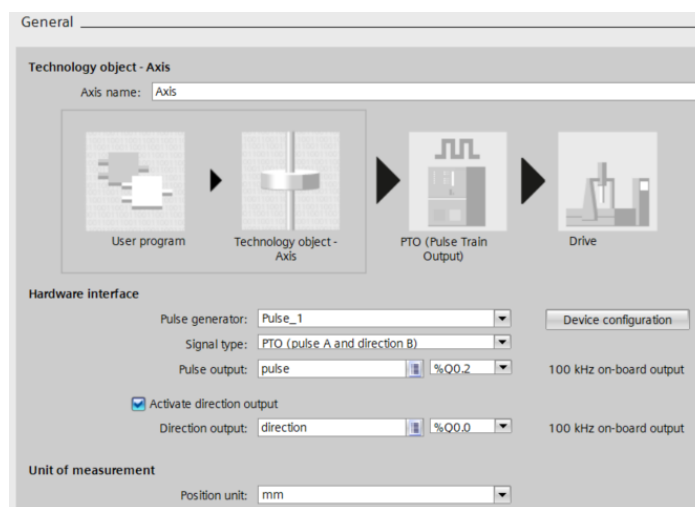 General
Technology object - Axis
Axis name: Axis
User program
Technology object - Axis
PTO (Pulse Train Output)
Drive
Hardware interface
Pulse generator: Pulse_1 Device configuration
Signal type: PTO (pulse A and direction B)
Pulse output: pulse %Q0.2 100 kHz on-board output
Activate direction output
Direction output: direction %Q0.0 100 kHz on-board output
Unit of measurement
Position unit: mm